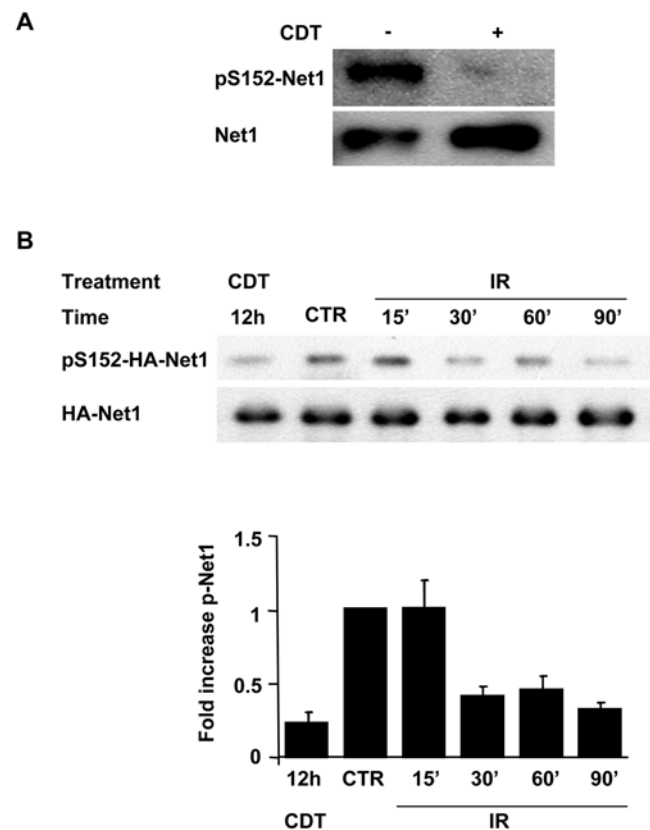 A
CDT - +
pS152-Net1
Net1
B
Treatment CDT IR
Time 12h CTR 15' 30' 60' 90'
pS152-HA-Net1
HA-Net1
Fold increase p-Net1
1.5
1
0.5
0
12h CTR 15' 30' 60' 90'
CDT IR